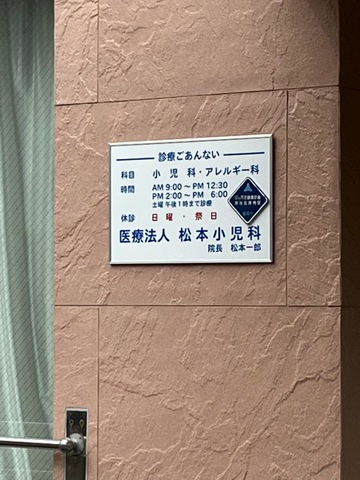 診療ごあんない
科目 小児科・アレルギー科
時間 AM 9:00～PM 12:30
PM 2:00～PM 6:00
土曜 午後1時まで診療
休診 日曜・祭日
医療法人 松本小児科
院長 松本一郎